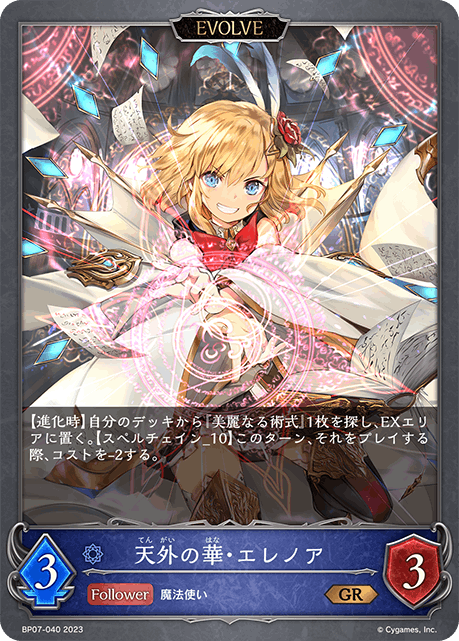 EVOLVE
【進化時】自分のデッキから『美麗なる術式』1枚を探し、EXエリ
アに置く。【スペルチェイン_10】このターン、それをプレイする
際、コストを-2する。
てんがい はな
天外の華・エレノア
3
Follower 魔法使い GR
3
BP07-040 2023 © Cygames, Inc.